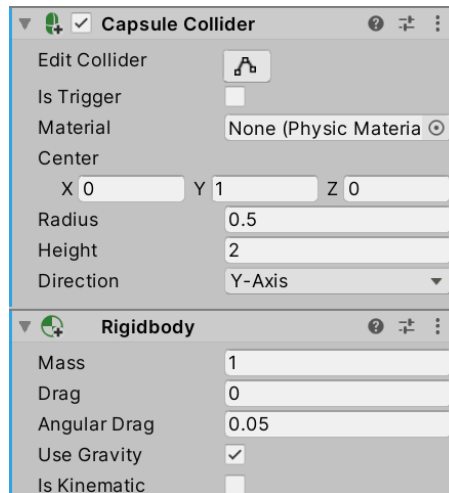 Capsule Collider
Edit Collider
Is Trigger
Material None (Physic Materia
Center
X 0 Y 1 Z 0
Radius 0.5
Height 2
Direction Y-Axis
Rigidbody
Mass 1
Drag 0
Angular Drag 0.05
Use Gravity
Is Kinematic